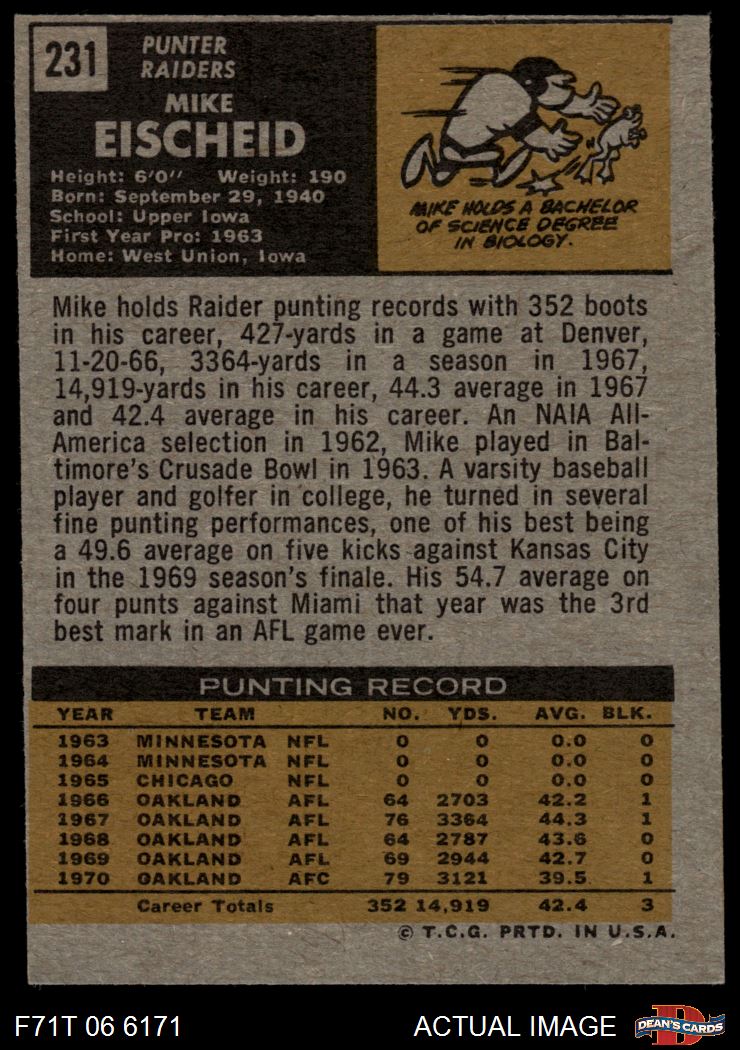 231
PUNTER
RAIDERS
MIKE
EISCHEID
Height: 6'0'' Weight: 190
Born: September 29, 1940
School: Upper Iowa
First Year Pro: 1963
Home: West Union, Iowa
MIKE HOLDS A BACHELOR
OF SCIENCE DEGREE
IN BIOLOGY.
Mike holds Raider punting records with 352 boots
in his career, 427-yards in a game at Denver,
11-20-66, 3364-yards in a season in 1967,
14,919-yards in his career, 44.3 average in 1967
and 42.4 average in his career. An NAIA All-
America selection in 1962, Mike played in Bal-
timore's Crusade Bowl in 1963. A varsity baseball
player and golfer in college, he turned in several
fine punting performances, one of his best being
a 49.6 average on five kicks against Kansas City
in the 1969 season's finale. His 54.7 average on
four punts against Miami that year was the 3rd
best mark in an AFL game ever.
PUNTING RECORD
YEAR TEAM NO. YDS. AVG. BLK.
1963 MINNESOTA NFL 0 0 0.0 0
1964 MINNESOTA NFL 0 0 0.0 0
1965 CHICAGO NFL 0 0 0.0 0
1966 OAKLAND AFL 64 2703 42.2 1
1967 OAKLAND AFL 76 3364 44.3 1
1968 OAKLAND AFL 64 2787 43.6 0
1969 OAKLAND AFL 69 2944 42.7 0
1970 OAKLAND AFC 79 3121 39.5 1
Career Totals 352 14,919 42.4 3
© T.C.G. PRTD. IN U.S.A.
F71T 06 6171 ACTUAL IMAGE
D
DEAN'S CARDS